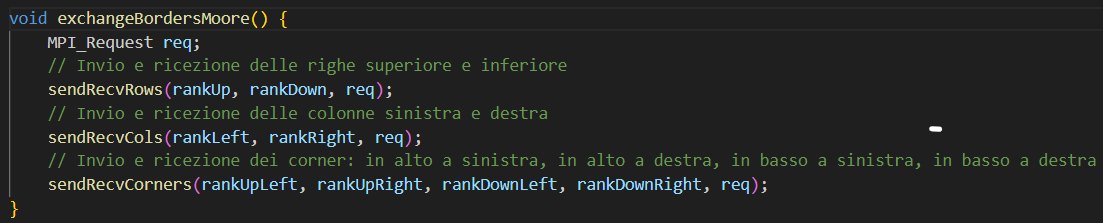 void exchangeBordersMoore() {
MPI_Request req;
// Invio e ricezione delle righe superiore e inferiore
sendRecvRows(rankUp, rankDown, req);
// Invio e ricezione delle colonne sinistra e destra
sendRecvCols(rankLeft, rankRight, req);
// Invio e ricezione dei corner: in alto a sinistra, in alto a destra, in basso a sinistra, in basso a destra
sendRecvCorners(rankUpLeft, rankUpRight, rankDownLeft, rankDownRight, req);
}